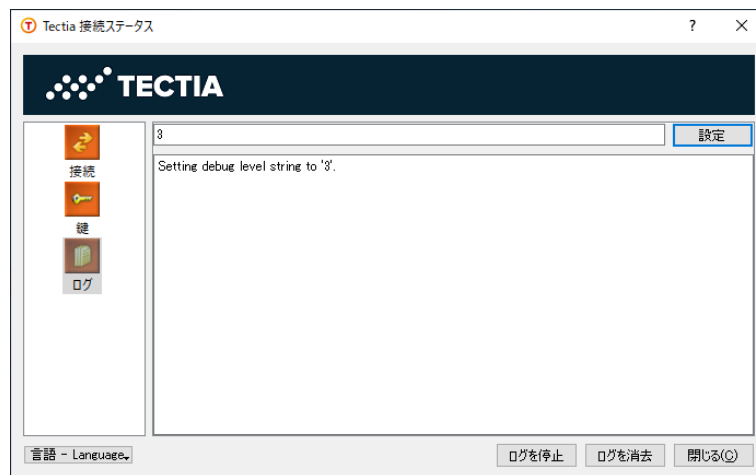 Tectia 接続ステータス
? ×
TECTIA
3
設定
接続
鍵
ログ
Setting debug level string to '3'.
言語 - Language
ログを停止
ログを消去
閉じる(C)